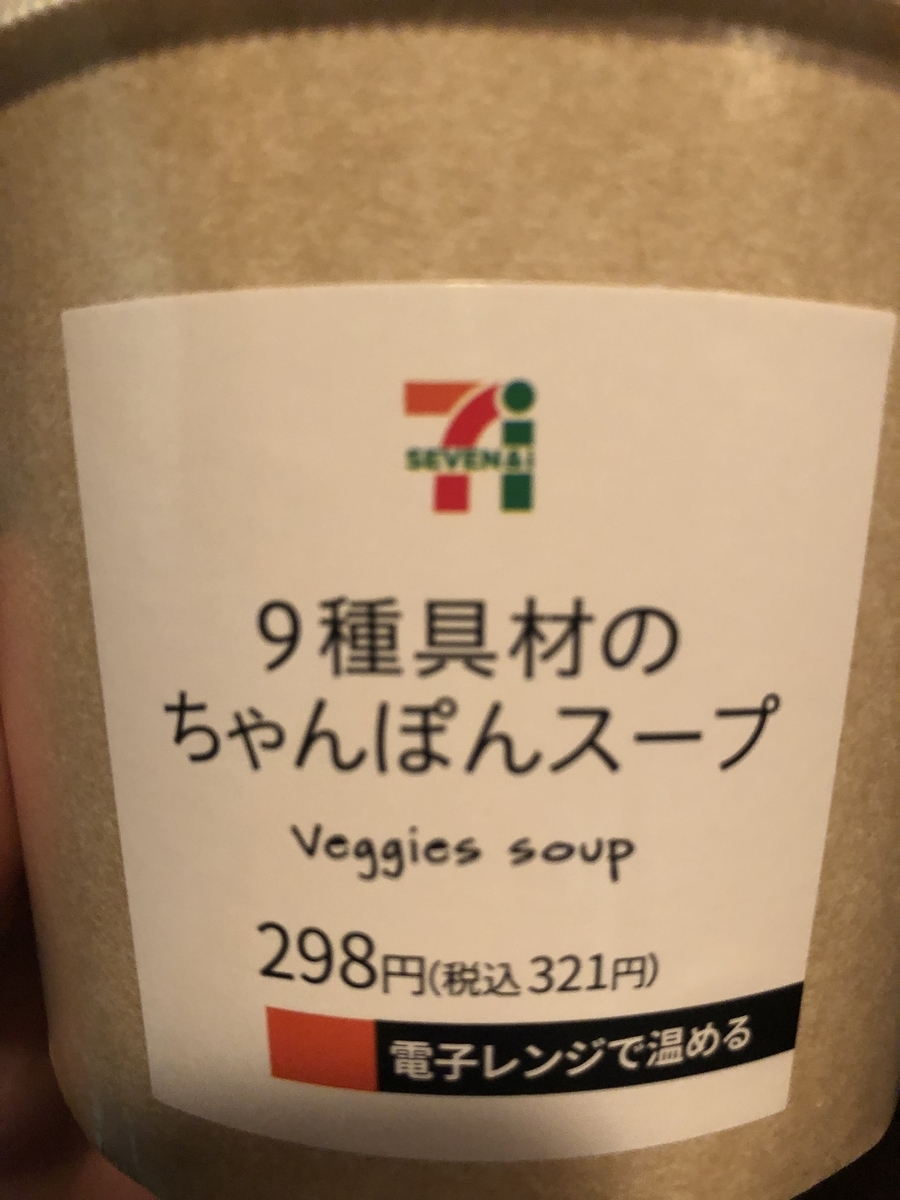 SEVEN&i
9種具材の
ちゃんぽんスープ
Veggies soup
298円(税込321円)
電子レンジで温める